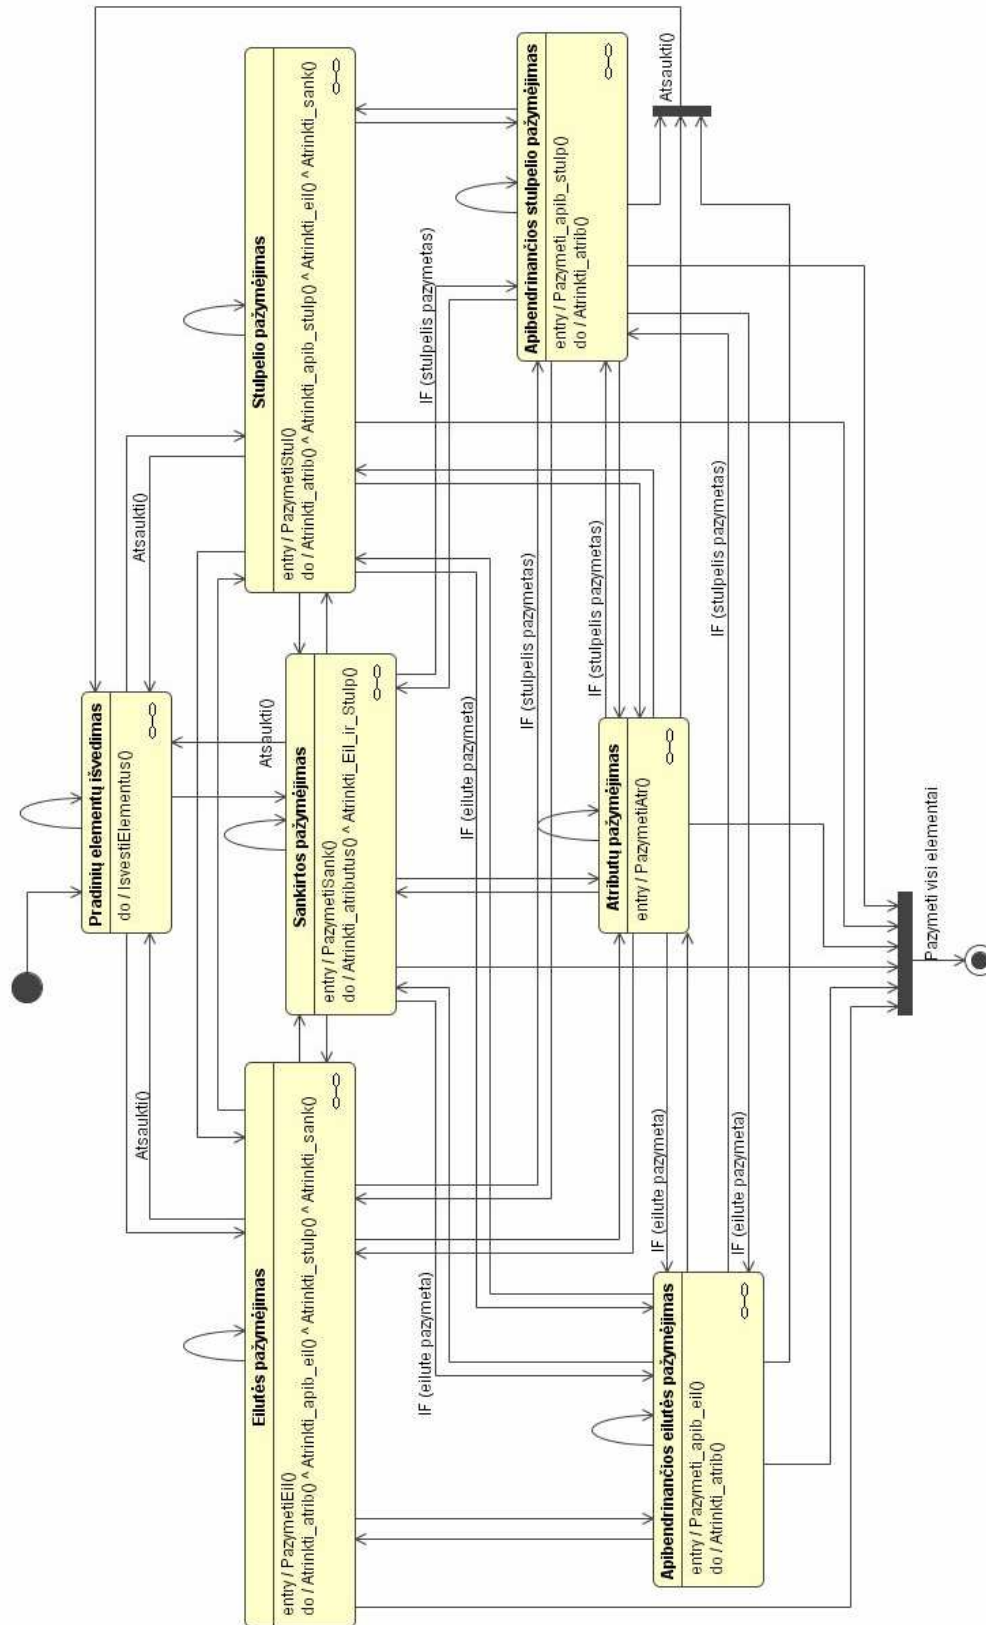 Pradinių elementų išvedimas
do / IsvestiElementus()
Atsaukti()
Atsaukti()
Atsaukti()
Atsaukti()
Eilutės pažymėjimas
entry / PazymetiEil()
do / Atrinkti_atrib() ^ Atrinkti_apib_eil() ^ Atrinkti_stulp() ^ Atrinkti_sank()
Sankirtos pažymėjimas
entry / PazymetiSank()
do / Atrinkti_atributus() ^ Atrinkti_Eil_ir_Stulp()
Stulpelio pažymėjimas
entry / PazymetiStul()
do / Atrinkti_atrib() ^ Atrinkti_apib_stulp() ^ Atrinkti_eil() ^ Atrinkti_sank()
IF (eilute pazymeta)
IF (eilute pazymeta)
IF (stulpelis pazymetas)
IF (stulpelis pazymetas)
IF (stulpelis pazymetas)
Apibendrinančios stulpelio pažymėjimas
entry / Pazymeti_apib_stulp()
do / Atrinkti_atrib()
Atributų pažymėjimas
entry / PazymetiAtr()
IF (eilute pazymeta)
IF (eilute pazymeta)
IF (stulpelis pazymetas)
Apibendrinančios eilutės pažymėjimas
entry / Pazymeti_apib_eil()
do / Atrinkti_atrib()
Pazymeti visi elementai